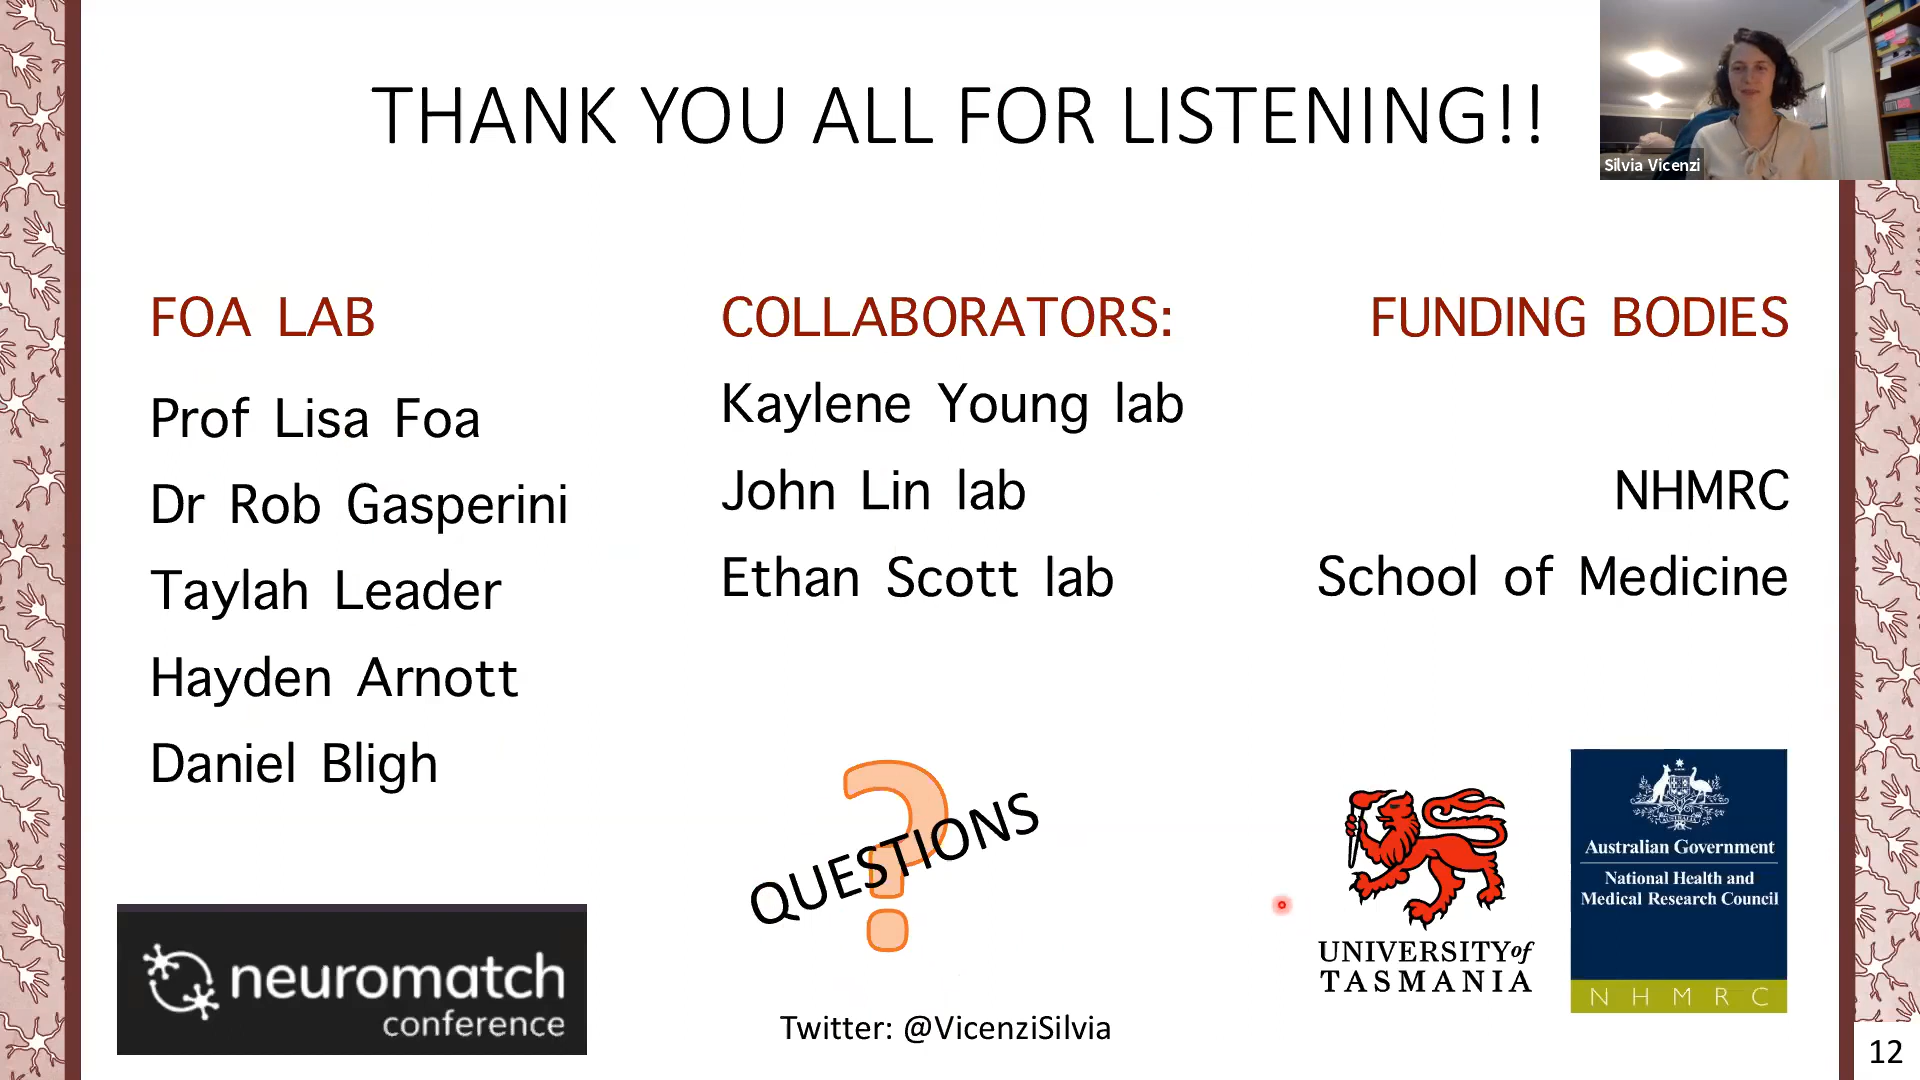 THANK YOU ALL FOR LISTENING!!
Silvia Vicenzi
FOA LAB
Prof Lisa Foa
Dr Rob Gasperini
Taylah Leader
Hayden Arnott
Daniel Bligh
COLLABORATORS:
Kaylene Young lab
John Lin lab
Ethan Scott lab
FUNDING BODIES
NHMRC
School of Medicine
?
QUESTIONS
neuromatch
conference
Twitter: @VicenziSilvia
UNIVERSITY of
TASMANIA
Australian Government
National Health and
Medical Research Council
NHMRC
12